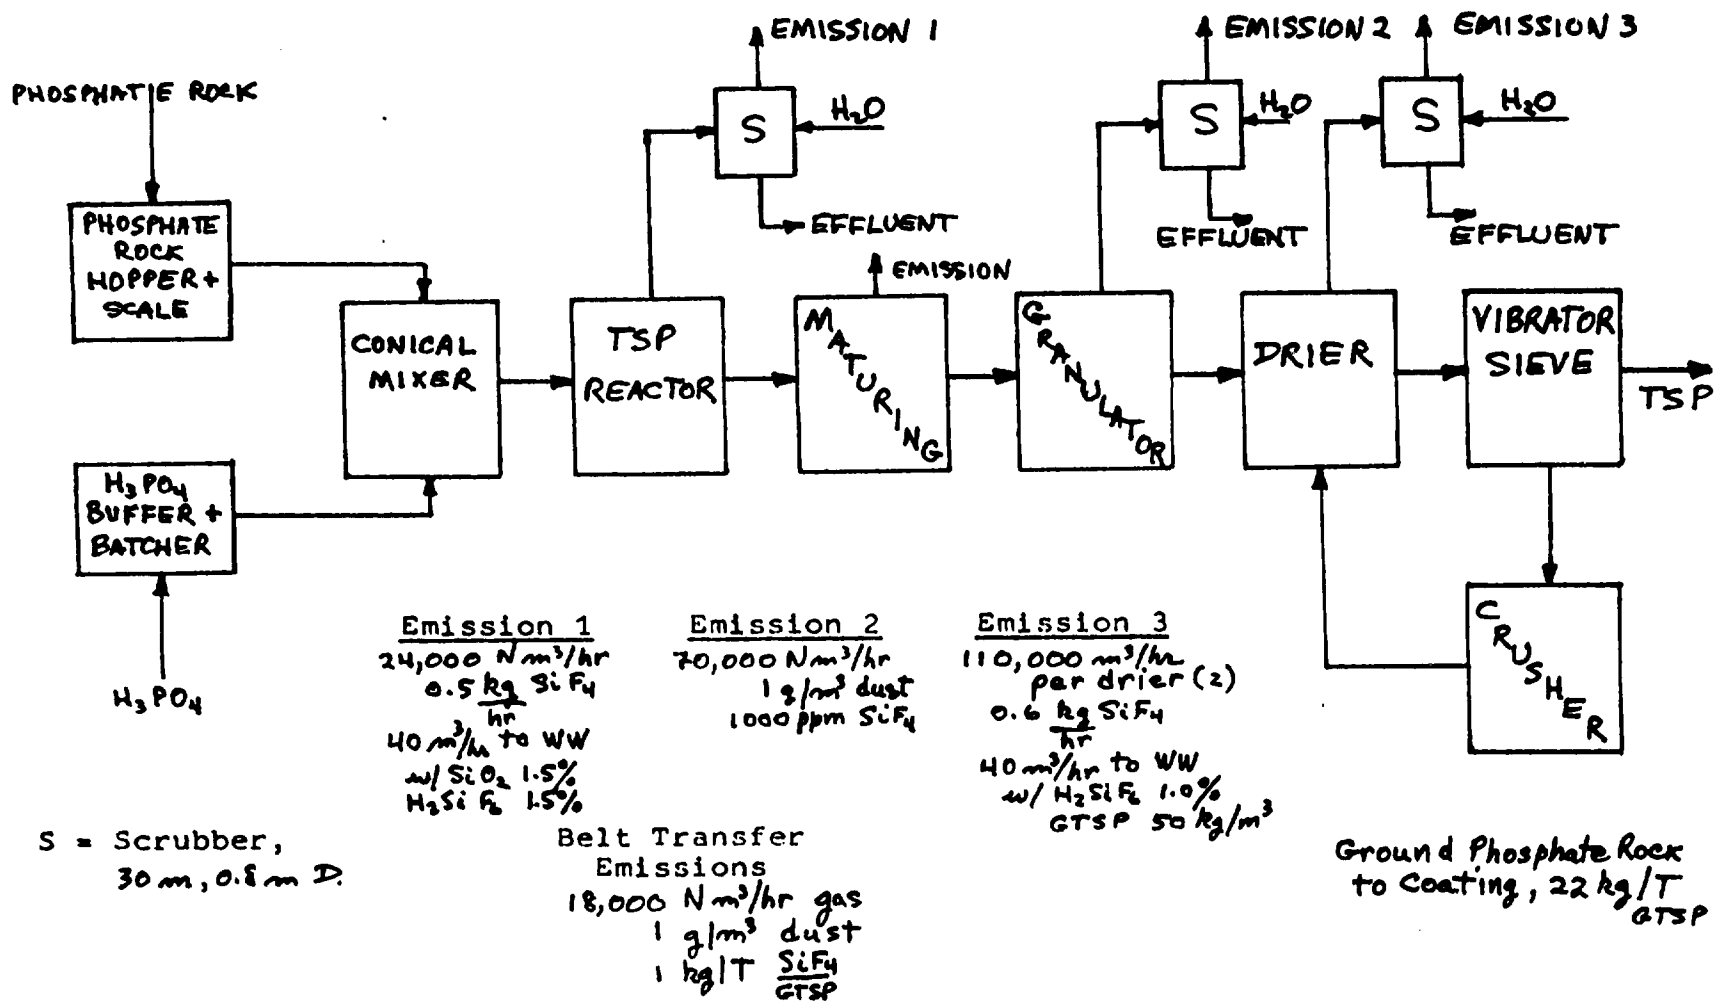 EMISSION 1
EMISSION 2
EMISSION 3
PHOSPHATIE ROCK
S
H₂O
S
H₂O
S
H₂O
PHOSPHATE
ROCK
HOPPER +
SCALE
EFFLUENT
EFFLUENT
EFFLUENT
EMISSION
CONICAL
MIXER
TSP
REACTOR
MATURING
GRANULATOR
DRIER
VIBRATOR
SIEVE
TSP
H₃PO₄
BUFFER +
BATCHER
H₃PO₄
CRUSHER
Emission 1
24,000 Nm³/hr
0.5 kg SiF₄
hr
40 m³/hr to WW
w/ SiO₂ 1.5%
H₂SiF₆ 1.5%
Emission 2
70,000 Nm³/hr
1 g/m³ dust
1000 ppm SiF₄
Emission 3
110,000 m³/hr
per drier (2)
0.6 kg SiF₄
hr
40 m³/hr to WW
w/ H₂SiF₆ 1.0%
GTSP 50 kg/m³
S = Scrubber,
30 m, 0.8 m D.
Belt Transfer
Emissions
18,000 Nm³/hr gas
1 g/m³ dust
1 kg/T SiF₄
GTSP
Ground Phosphate Rock
to Coating, 22 kg/T
GTSP